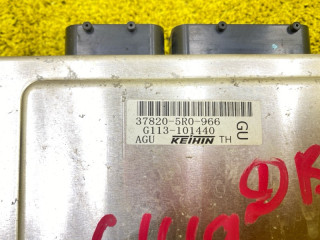 37820-5R0-966
G113-101440
AGU KEIHIN TH
GU